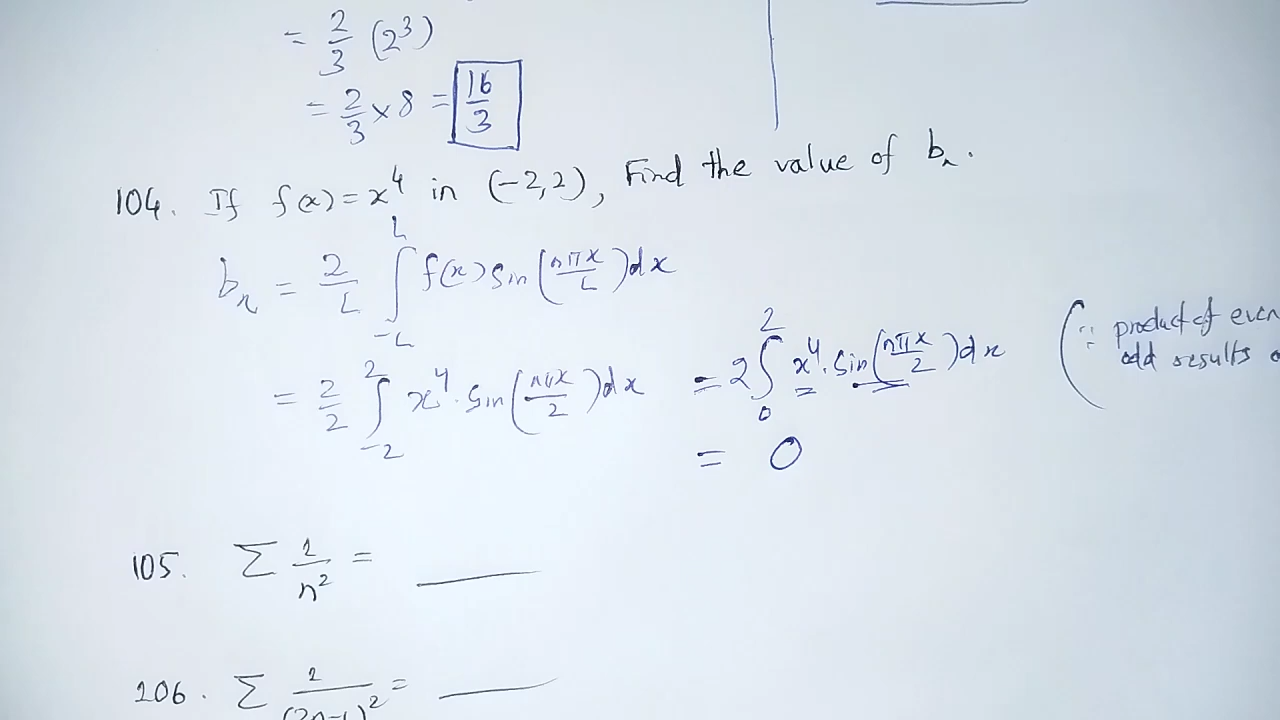 = 2/3 (2³)
= 2/3 × 8 = 16/3
104. If f(x) = x⁴ in (-2,2), Find the value of bₙ.
bₙ = 2/L ∫_{-L}^{L} f(x) sin(nπx/L) dx
= 2/2 ∫_{-2}^{2} x⁴. sin(nπx/2) dx = 2 ∫_{0}^{2} x⁴. sin(nπx/2) dx (∵ product of even
odd results
= 0
105. Σ 1/n² = ____
106. Σ 1/(2n-1)² = ____